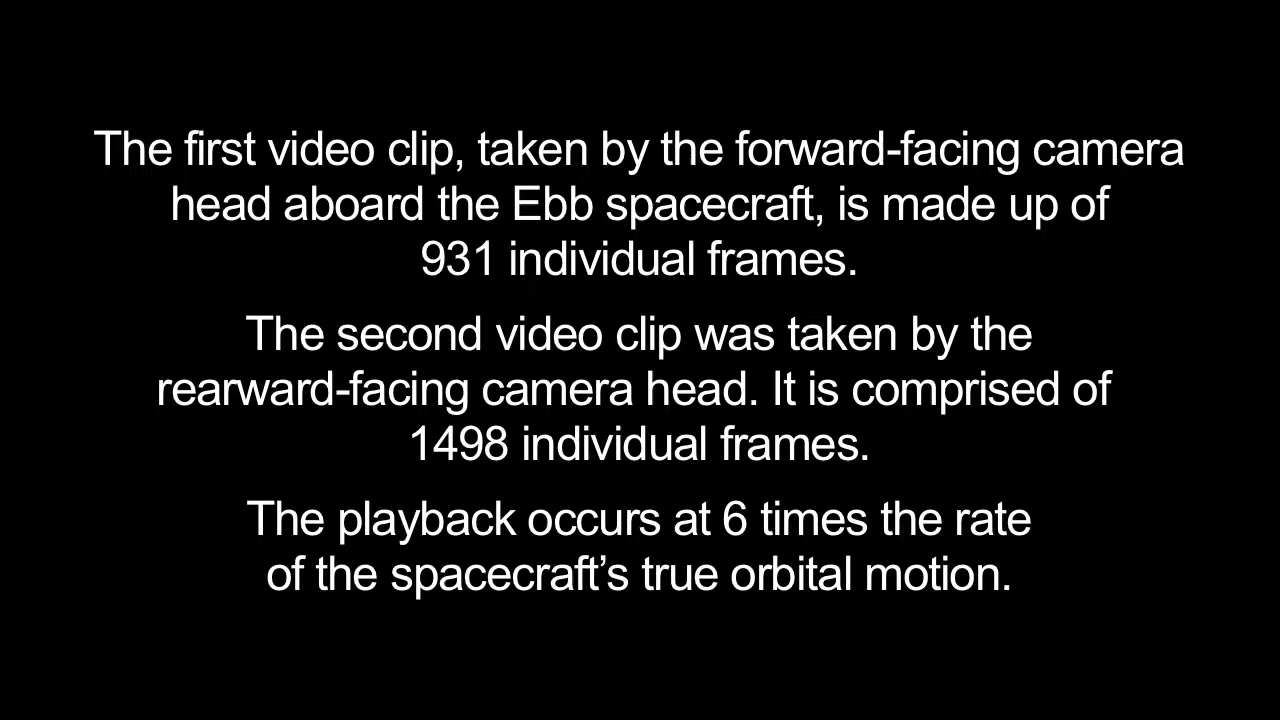 The first video clip, taken by the forward-facing camera
head aboard the Ebb spacecraft, is made up of
931 individual frames.
The second video clip was taken by the
rearward-facing camera head. It is comprised of
1498 individual frames.
The playback occurs at 6 times the rate
of the spacecraft’s true orbital motion.